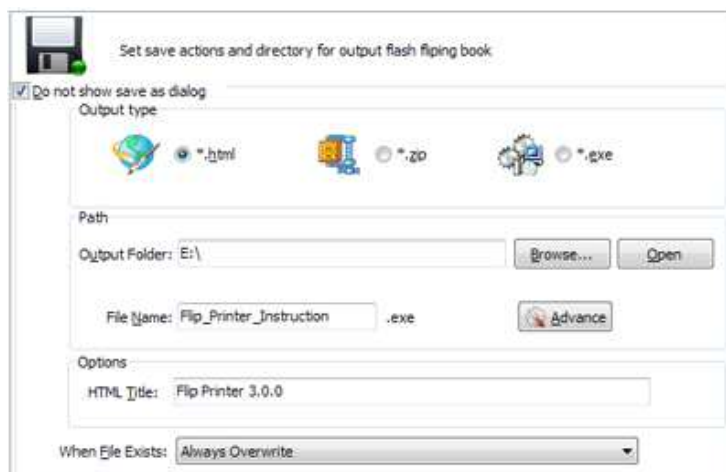 Set save actions and directory for output flash fliping book
Do not show save as dialog
Output type
*.html
*.zip
*.exe
Path
Output Folder: E:\ Browse... Open
File Name: Flip_Printer_Instruction .exe Advance
Options
HTML Title: Flip Printer 3.0.0
When File Exists: Always Overwrite